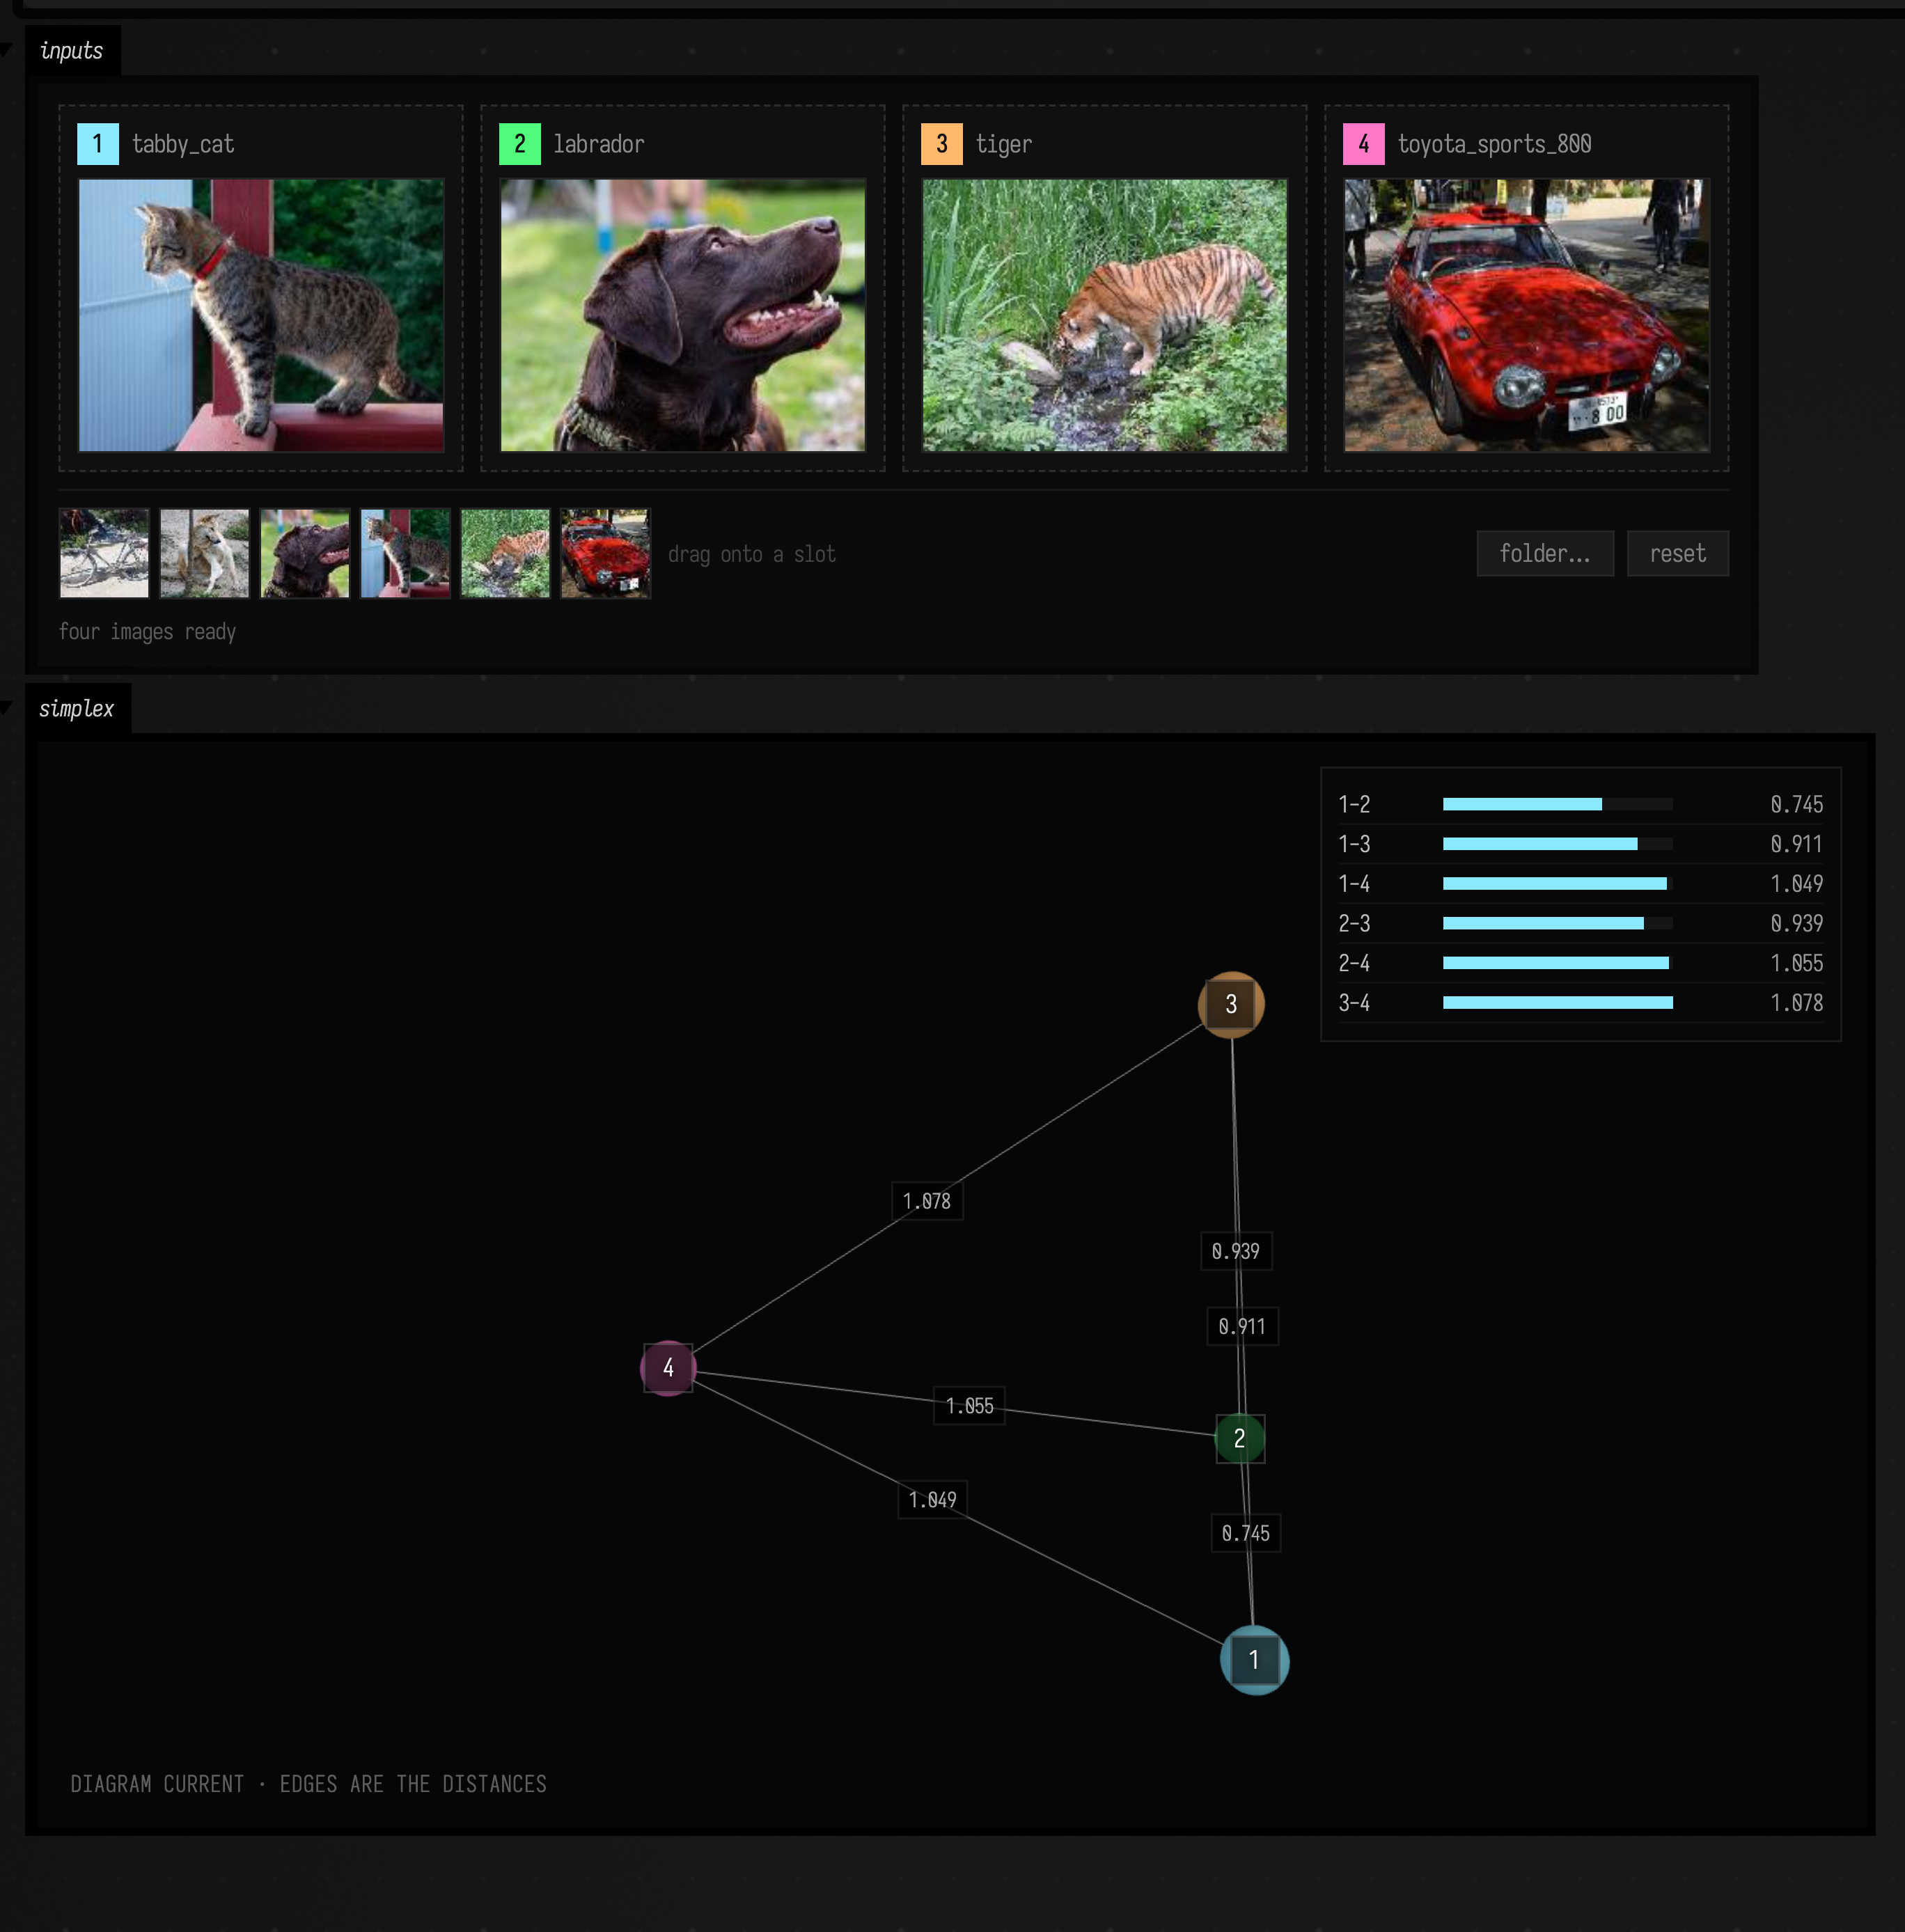 inputs
1 tabby_cat
2 labrador
3 tiger
4 toyota_sports_800
8 00
drag onto a slot
folder... reset
four images ready
simplex
1-2 0.745
1-3 0.911
1-4 1.049
2-3 0.939
2-4 1.055
3-4 1.078
3
1.078
0.939
0.911
4
1.055
2
1.049
0.745
1
DIAGRAM CURRENT · EDGES ARE THE DISTANCES